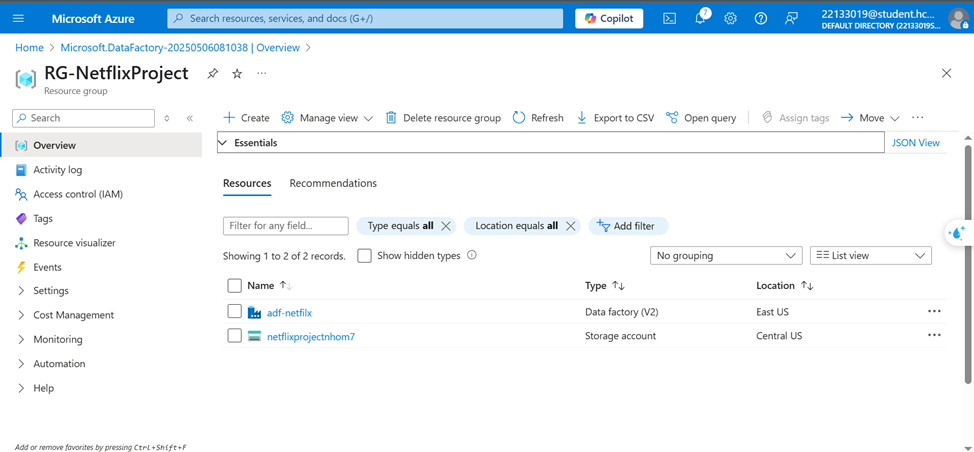 Microsoft Azure
Search resources, services, and docs (G+/)
Copilot
7
22133019@student.hc...
DEFAULT DIRECTORY (22133019S...
Home > Microsoft.DataFactory-20250506081038 | Overview >
RG-NetflixProject
Resource group
Search
Create
Manage view
Delete resource group
Refresh
Export to CSV
Open query
Assign tags
Move
Overview
Activity log
Access control (IAM)
Tags
Resource visualizer
Events
Settings
Cost Management
Monitoring
Automation
Help
Essentials
JSON View
Resources
Recommendations
Filter for any field...
Type equals all
Location equals all
Add filter
Showing 1 to 2 of 2 records.
Show hidden types
No grouping
List view
Name Type Location
adf-netfilx Data factory (V2) East US
netflixprojectnhom7 Storage account Central US
Add or remove favorites by pressing Ctrl+Shift+F